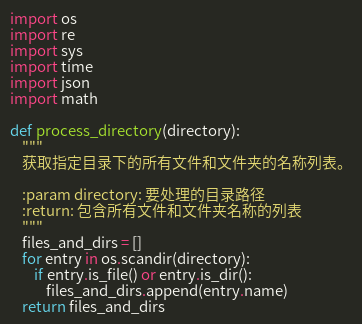 import os
import re
import sys
import time
import json
import math

def process_directory(directory):
    """
    获取指定目录下的所有文件和文件夹的名称列表。

    :param directory: 要处理的目录路径
    :return: 包含所有文件和文件夹名称的列表
    """
    files_and_dirs = []
    for entry in os.scandir(directory):
        if entry.is_file() or entry.is_dir():
            files_and_dirs.append(entry.name)
    return files_and_dirs